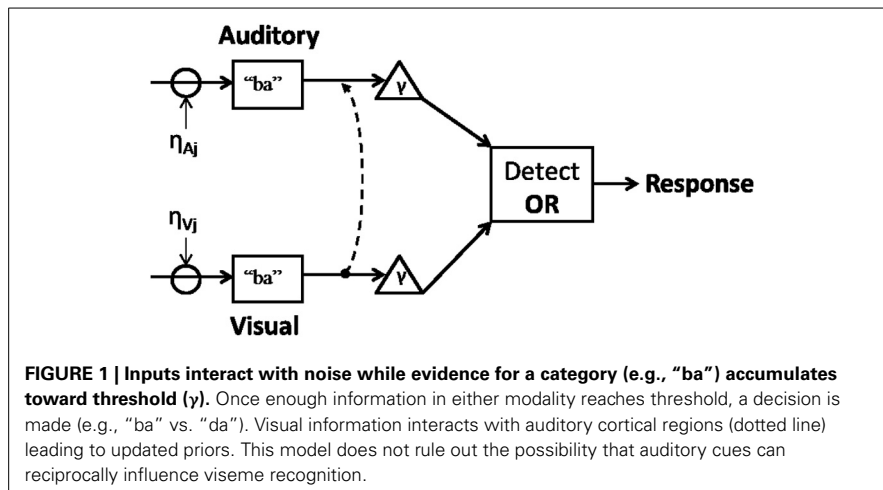 Auditory
“ba”
γ
ηAj
Detect
OR
Response
ηVj
“ba”
γ
Visual
FIGURE 1 | Inputs interact with noise while evidence for a category (e.g., “ba”) accumulates
toward threshold (γ). Once enough information in either modality reaches threshold, a decision is
made (e.g., “ba” vs. “da”). Visual information interacts with auditory cortical regions (dotted line)
leading to updated priors. This model does not rule out the possibility that auditory cues can
reciprocally influence viseme recognition.